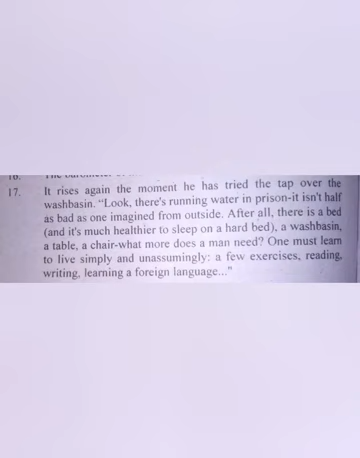 17. It rises again the moment he has tried the tap over the
washbasin. "Look, there's running water in prison-it isn't half
as bad as one imagined from outside. After all, there is a bed
(and it's much healthier to sleep on a hard bed), a washbasin,
a table, a chair-what more does a man need? One must learn
to live simply and unassumingly: a few exercises, reading,
writing, learning a foreign language..."